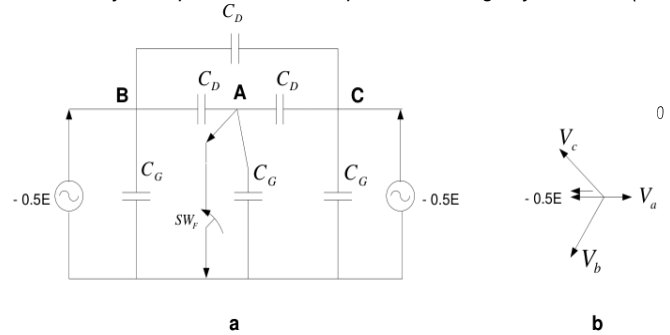 C_D
B
C_D
A
C_D
C
C_G
C_G
C_G
- 0.5E
SW_F
- 0.5E
a
0
V_c
- 0.5E
V_a
V_b
b